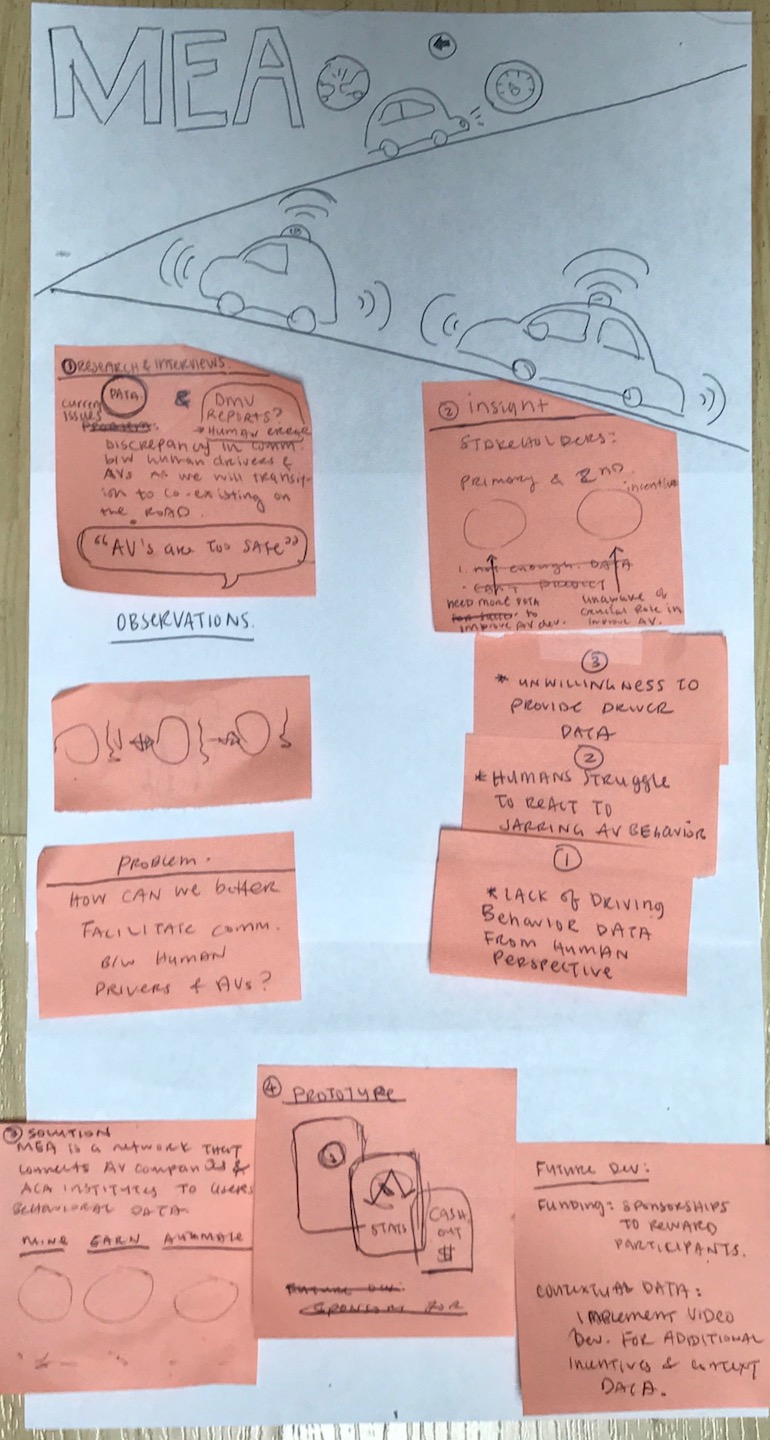 MEA
① RESEARCH & INTERVIEWS.
DATA
current
issues
PROBLEM:
&
DMV
REPORTS?
→ HUMAN ERROR
DISCREPANCY IN COMM.
b/w human drivers &
AVs AS we will transit-
ion to co-existing on
the ROAD.
"AV's are Too SAFe"
OBSERVATIONS.
PROBLEM.
HOW CAN we better
FACILITATE COMM.
B/W HUMAN
DRIVERS & AVs?
② insight
STAKEHOLDERS:
PRIMARY & 2ND.
incentive
1. not enough DATA
• CAN'T PREDICT
need more DATA
to
improve AV dev.
unaware of
crucial Role in
improv AV.
③
* UNWILLINGNESS TO
PROVIDE DRIVER
DATA
②
* HUMANS STRuggle
TO REACT TO
JARRING AV BEHAVIOR
①
* LACK of DRIVING
Behavior DATA
FROM HUMAN
PERSPECTIVE
③ SOLUTION
MEA is a network THAT
connects AV companies &
ACA INSTITUTES TO USERS
BEHAVIORAL DATA.
MINE EARN AUTOMATE
④ PROTOTYPE
STATS
CASH
OUT
$
FUTURE DEV:
SPONSORS FOR
FUTURE DEV:
FUNDING: SPONSORSHIPS
TO REWARD
PARTICIPANTS.
CONTEXTUAL DATA:
IMPLEMENT VIDEO
Dev. FOR ADDITIONAL
INCENTIVES & CONTEXT
DATA.